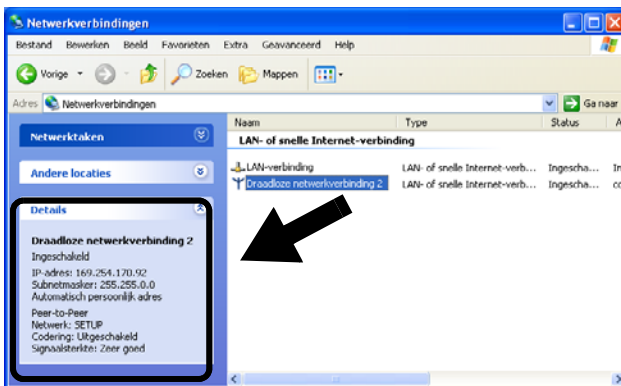 Netwerkverbindingen
Bestand Bewerken Beeld Favorieten Extra Geavanceerd Help
Vorige Zoeken Mappen
Adres Netwerkverbindingen Ga naar
Naam Type Status A
LAN- of snelle Internet-verbinding
LAN-verbinding LAN- of snelle Internet-verb... Ingescha... In
Draadloze netwerkverbinding 2 LAN- of snelle Internet-verb... Ingescha... co
Netwerktaken
Andere locaties
Details
Draadloze netwerkverbinding 2
Ingeschakeld
IP-adres: 169.254.170.92
Subnetmasker: 255.255.0.0
Automatisch persoonlijk adres
Peer-to-Peer
Netwerk: SETUP
Codering: Uitgeschakeld
Signaalsterkte: Zeer goed